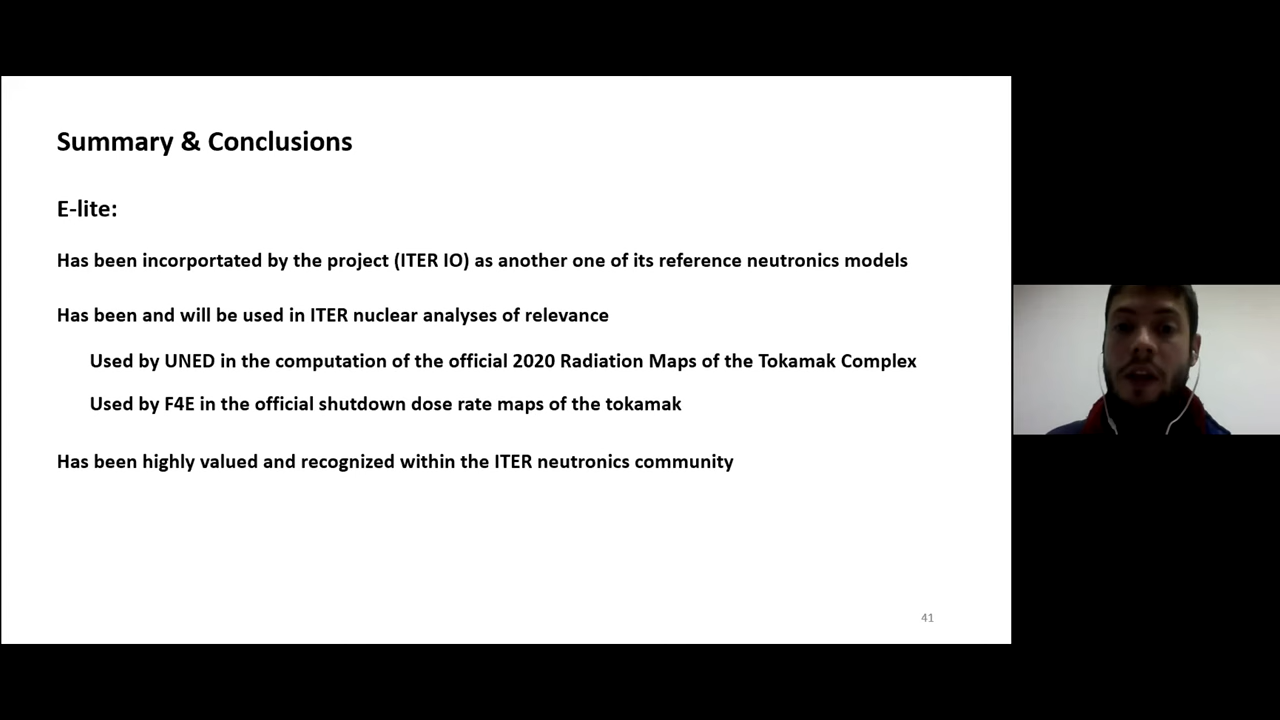 Summary & Conclusions
E-lite:
Has been incorportated by the project (ITER IO) as another one of its reference neutronics models
Has been and will be used in ITER nuclear analyses of relevance
Used by UNED in the computation of the official 2020 Radiation Maps of the Tokamak Complex
Used by F4E in the official shutdown dose rate maps of the tokamak
Has been highly valued and recognized within the ITER neutronics community
41